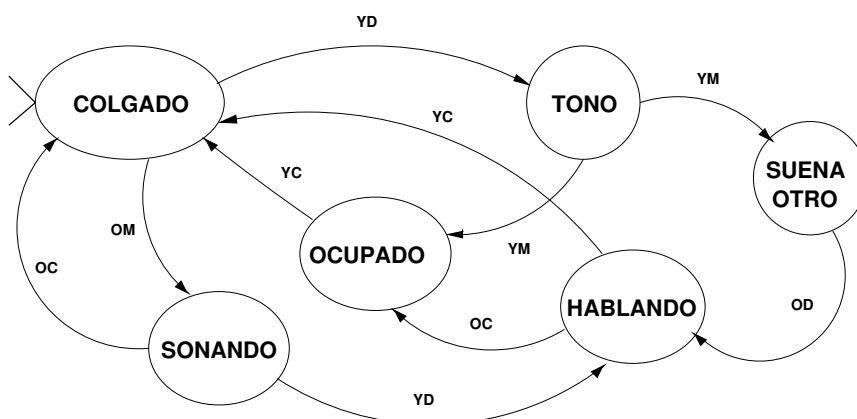 YD
COLGADO
TONO
YM
YC
SUENA
OTRO
YC
OM
OCUPADO
YM
OC
HABLANDO
OD
OC
SONANDO
YD